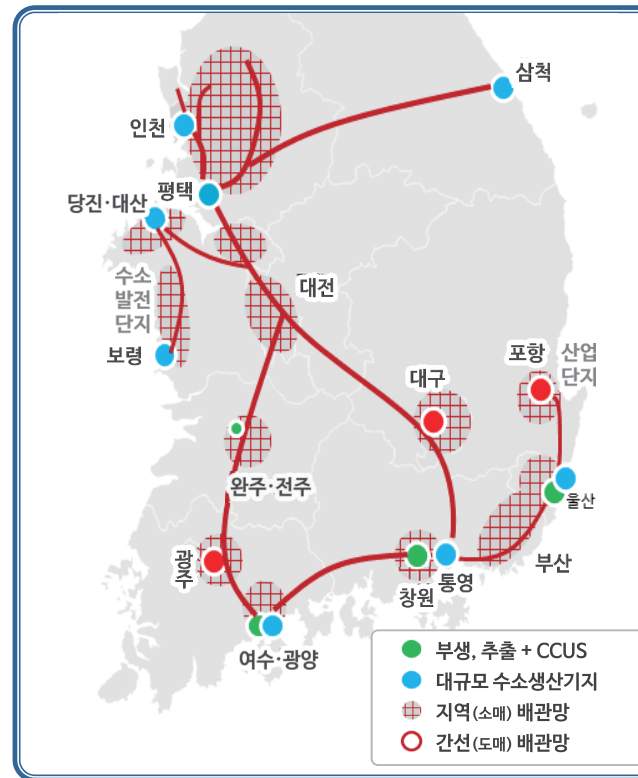 삼척
인천
평택
당진·대산
수소
발전
단지
대전
보령
포항
산업
단지
대구
완주·전주
울산
광
주
부산
창원
통영
여수·광양
부생, 추출 + CCUS
대규모 수소생산기지
지역(소매) 배관망
간선(도매) 배관망